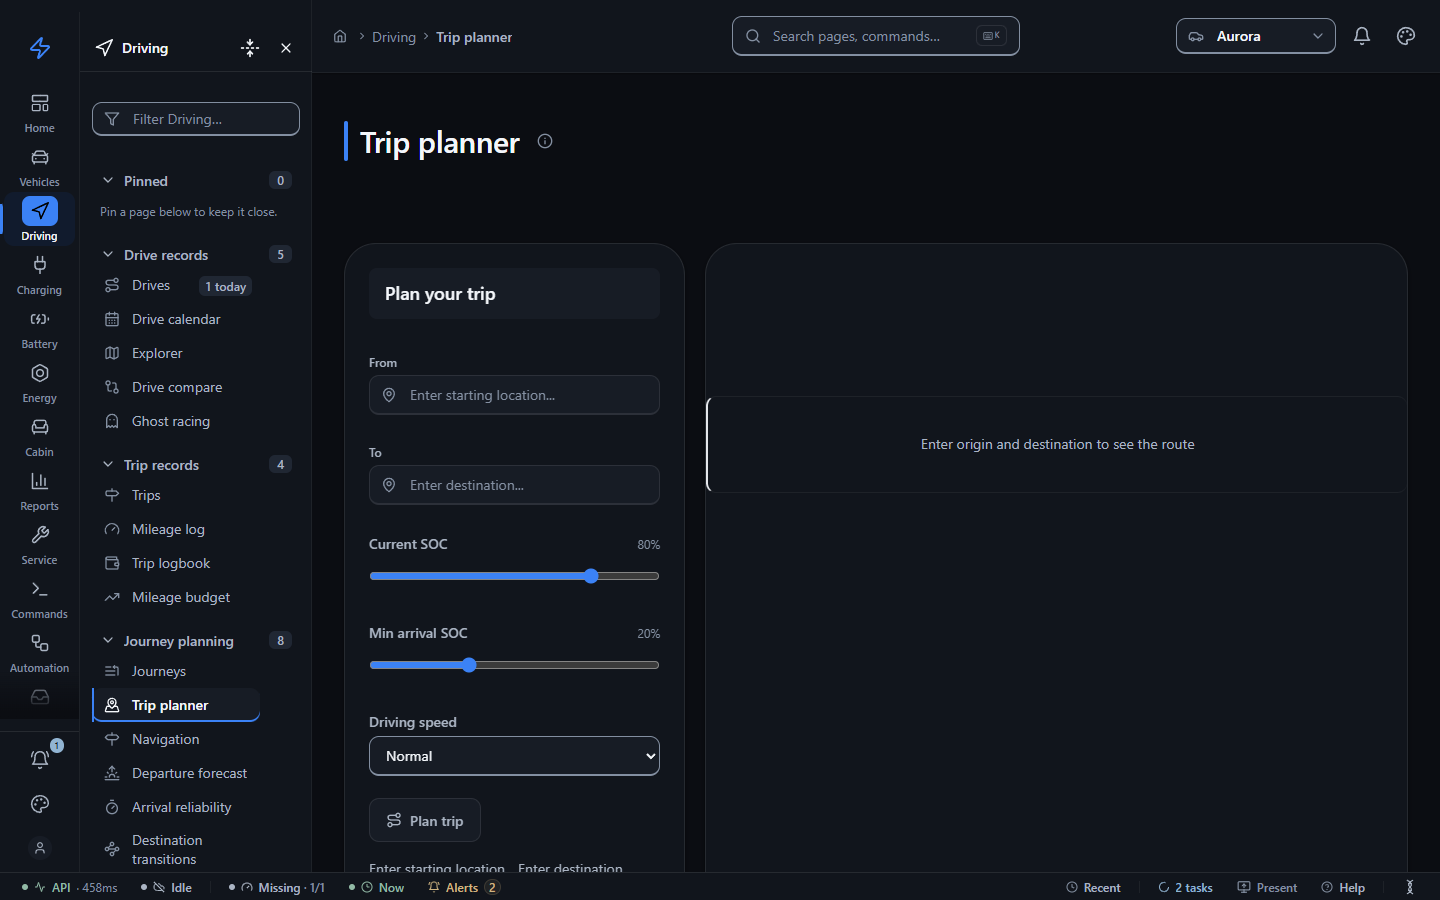 Driving
Home
Vehicles
Driving
Charging
Battery
Energy
Cabin
Reports
Service
Commands
Automation
1
Filter Driving...
Pinned 0
Pin a page below to keep it close.
Drive records 5
Drives 1 today
Drive calendar
Explorer
Drive compare
Ghost racing
Trip records 4
Trips
Mileage log
Trip logbook
Mileage budget
Journey planning 8
Journeys
Trip planner
Navigation
Departure forecast
Arrival reliability
Destination
transitions
Driving Trip planner
Search pages, commands... K
Aurora
Trip planner
Plan your trip
From
Enter starting location...
To
Enter destination...
Current SOC 80%
Min arrival SOC 20%
Driving speed
Normal
Plan trip
Enter starting location Enter destination
Enter origin and destination to see the route
API · 458ms Idle Missing · 1/1 Now Alerts 2 Recent 2 tasks Present Help